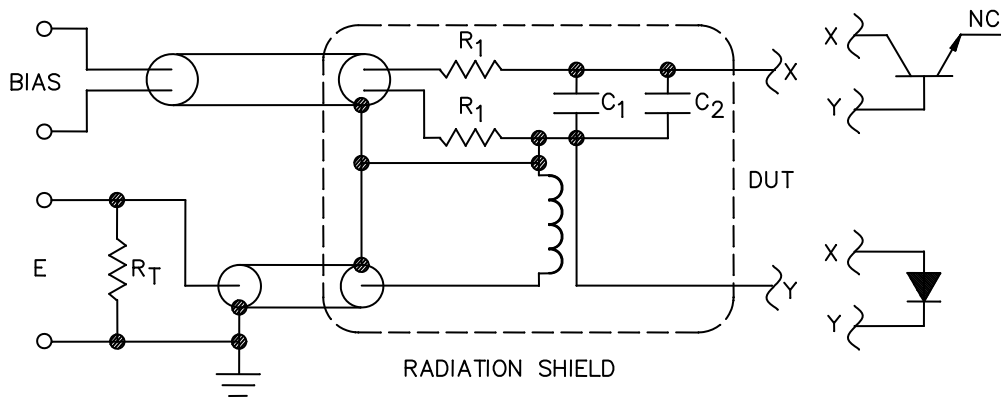 NC
R1
X
X
BIAS
R1
C1
C2
Y
DUT
E
RT
X
Y
Y
RADIATION SHIELD